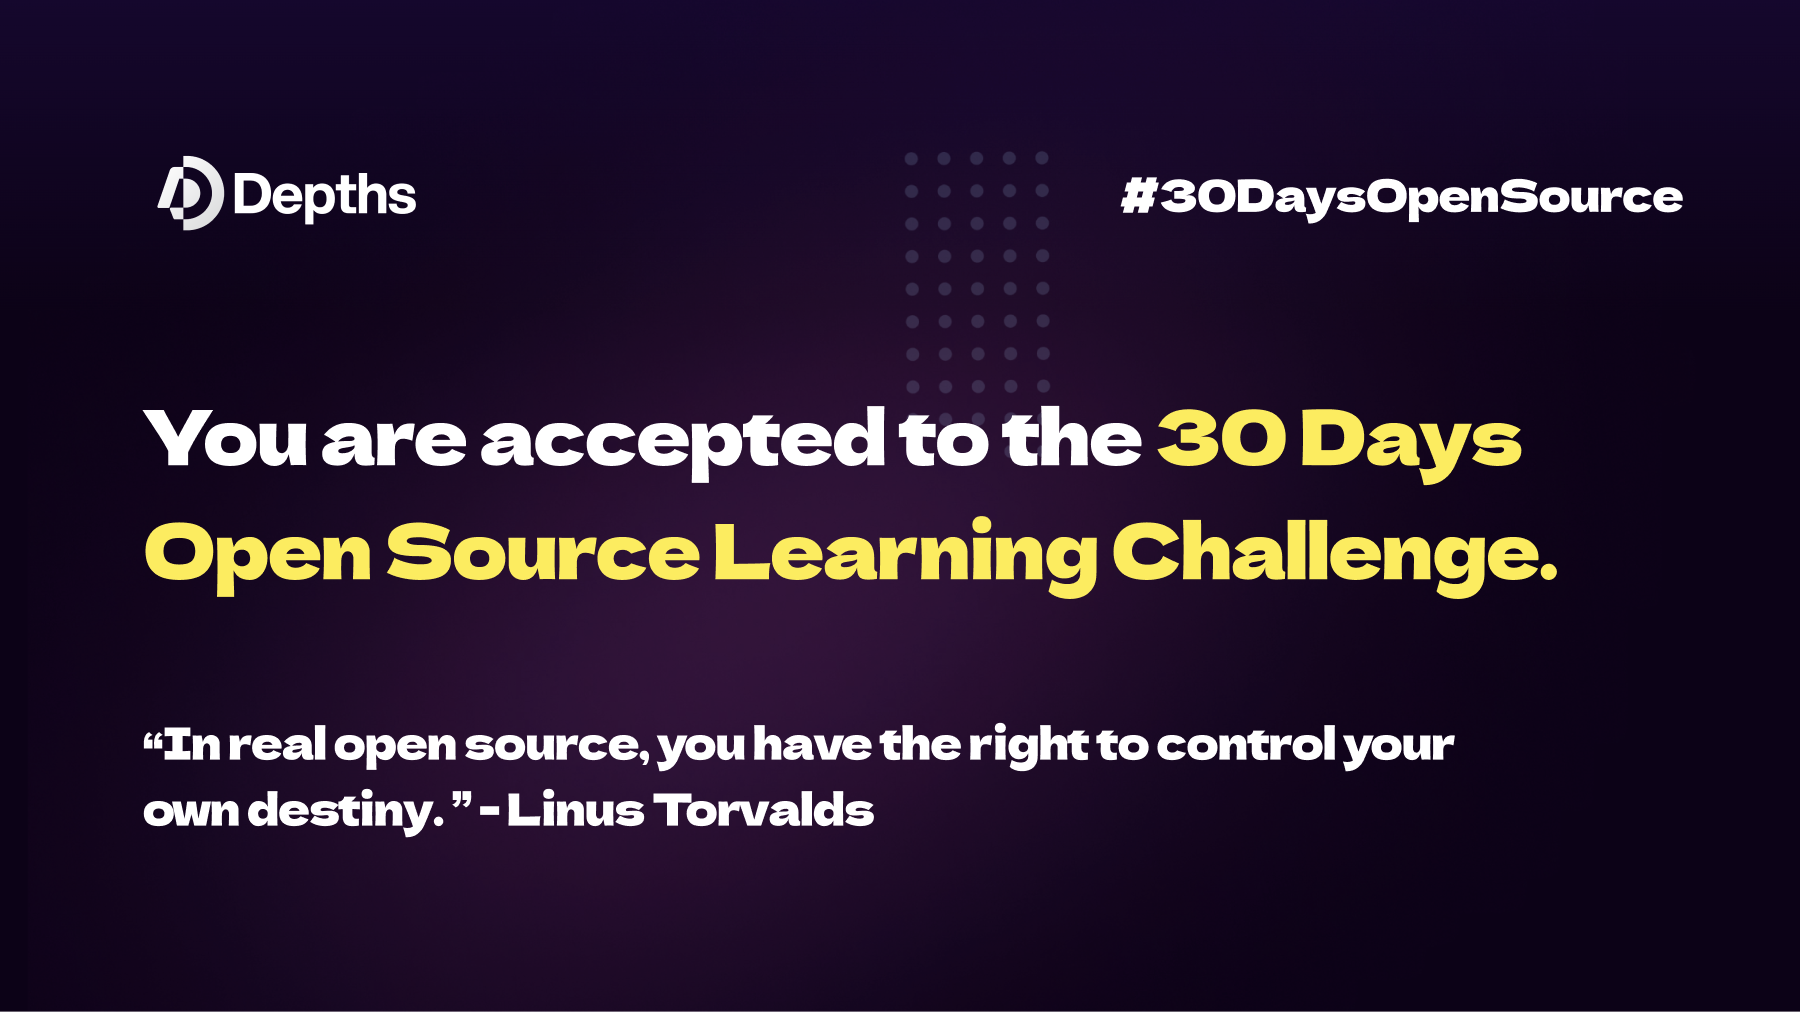 Depths
#30DaysOpenSource
You are accepted to the 30 Days
Open Source Learning Challenge.
“In real open source, you have the right to control your
own destiny. ” - Linus Torvalds